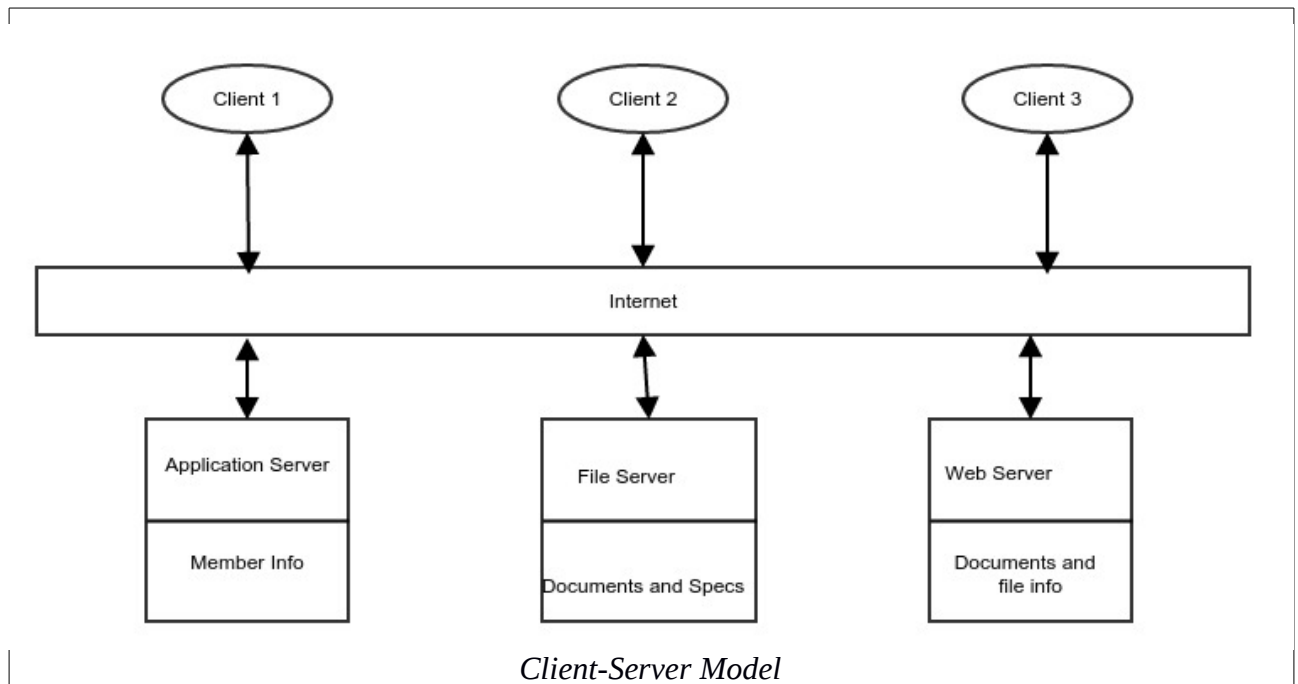 Client 1
Client 2
Client 3
Internet
Application Server
File Server
Web Server
Member Info
Documents and Specs
Documents and
file info
Client-Server Model